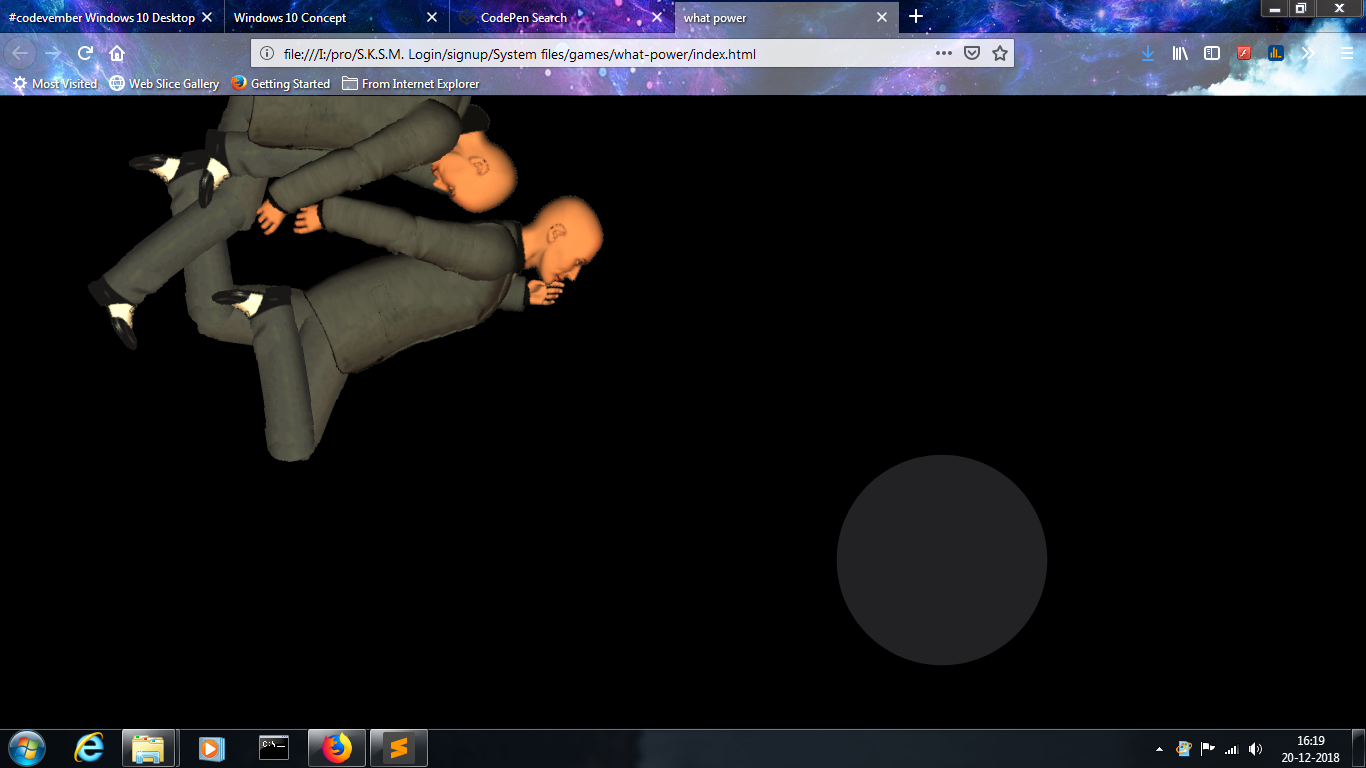 #codevember Windows 10 Desktop
Windows 10 Concept
CodePen Search
what power
file:///I:/pro/S.K.S.M. Login/signup/System files/games/what-power/index.html
Most Visited
Web Slice Gallery
Getting Started
From Internet Explorer
16:19
20-12-2018